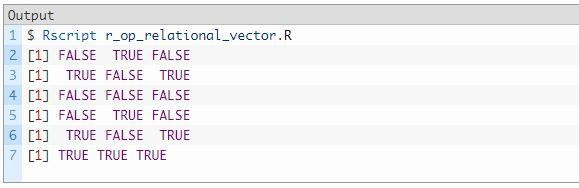 Output
1 $ Rscript r_op_relational_vector.R
2 [1] FALSE  TRUE FALSE
3 [1]  TRUE FALSE  TRUE
4 [1] FALSE FALSE FALSE
5 [1] FALSE  TRUE FALSE
6 [1]  TRUE FALSE  TRUE
7 [1] TRUE TRUE TRUE